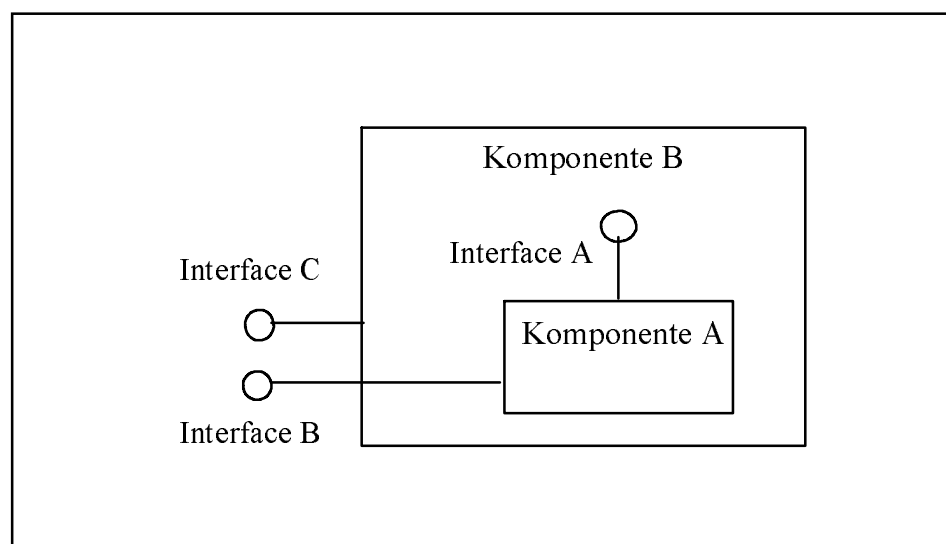 Komponente B
Interface A
Interface C
Komponente A
Interface B